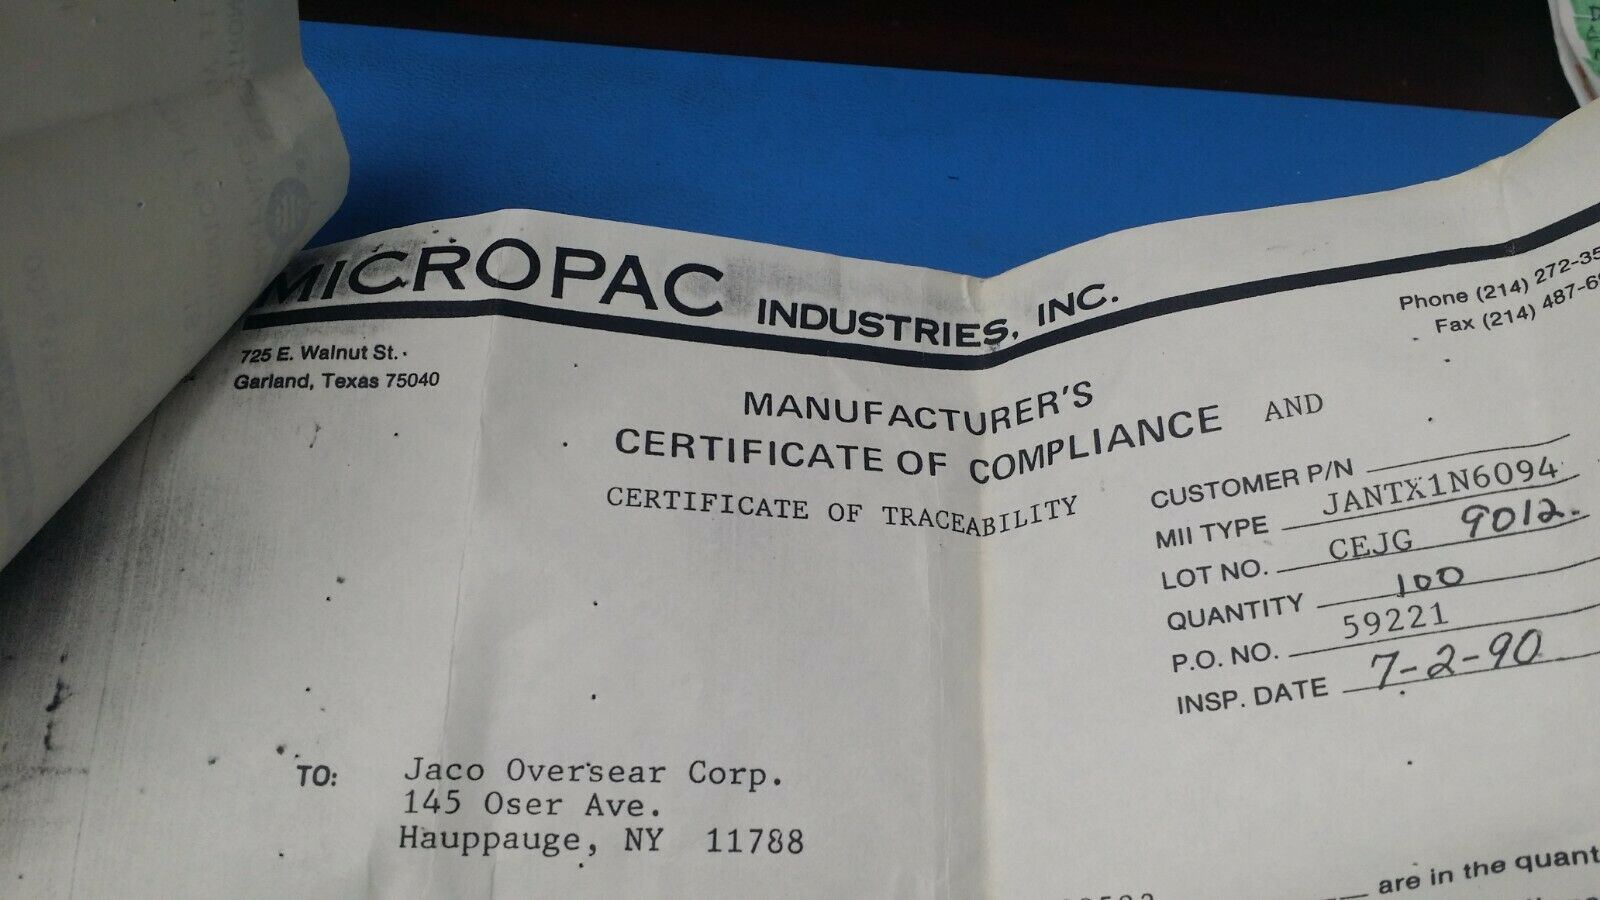 MICROPAC INDUSTRIES, INC.
725 E. Walnut St.
Garland, Texas 75040
Phone (214) 272-35
Fax (214) 487-6
MANUFACTURER'S
CERTIFICATE OF COMPLIANCE AND
CERTIFICATE OF TRACEABILITY
CUSTOMER P/N
MII TYPE JANTX1N6094
LOT NO. CEJG 9012.
QUANTITY 100
P.O. NO. 59221
INSP. DATE 7-2-90
TO: Jaco Oversear Corp.
145 Oser Ave.
Hauppauge, NY 11788
are in the quant